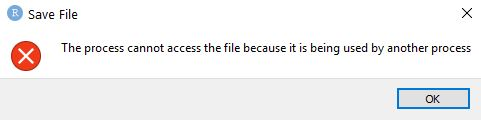 R Save File
The process cannot access the file because it is being used by another process
OK